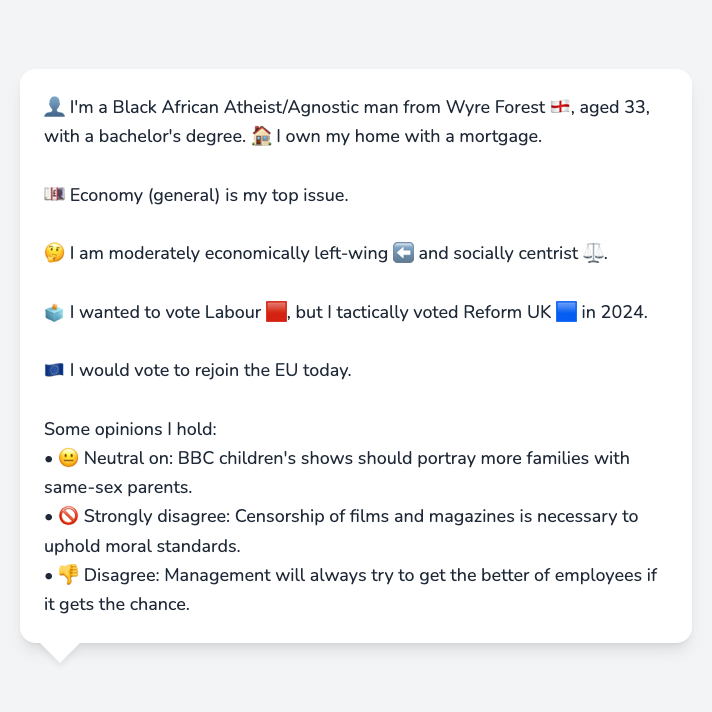 👤 I'm a Black African Atheist/Agnostic man from Wyre Forest 🏴󠁧󠁢󠁥󠁮󠁧󠁿, aged 33,
with a bachelor's degree. 🏠 I own my home with a mortgage.
💷 Economy (general) is my top issue.
🤔 I am moderately economically left-wing ⬅️ and socially centrist ⚖️.
🗳️ I wanted to vote Labour 🟥, but I tactically voted Reform UK 🟦 in 2024.
🇪🇺 I would vote to rejoin the EU today.
Some opinions I hold:
• 😐 Neutral on: BBC children's shows should portray more families with
same-sex parents.
• 🚫 Strongly disagree: Censorship of films and magazines is necessary to
uphold moral standards.
• 👎 Disagree: Management will always try to get the better of employees if
it gets the chance.